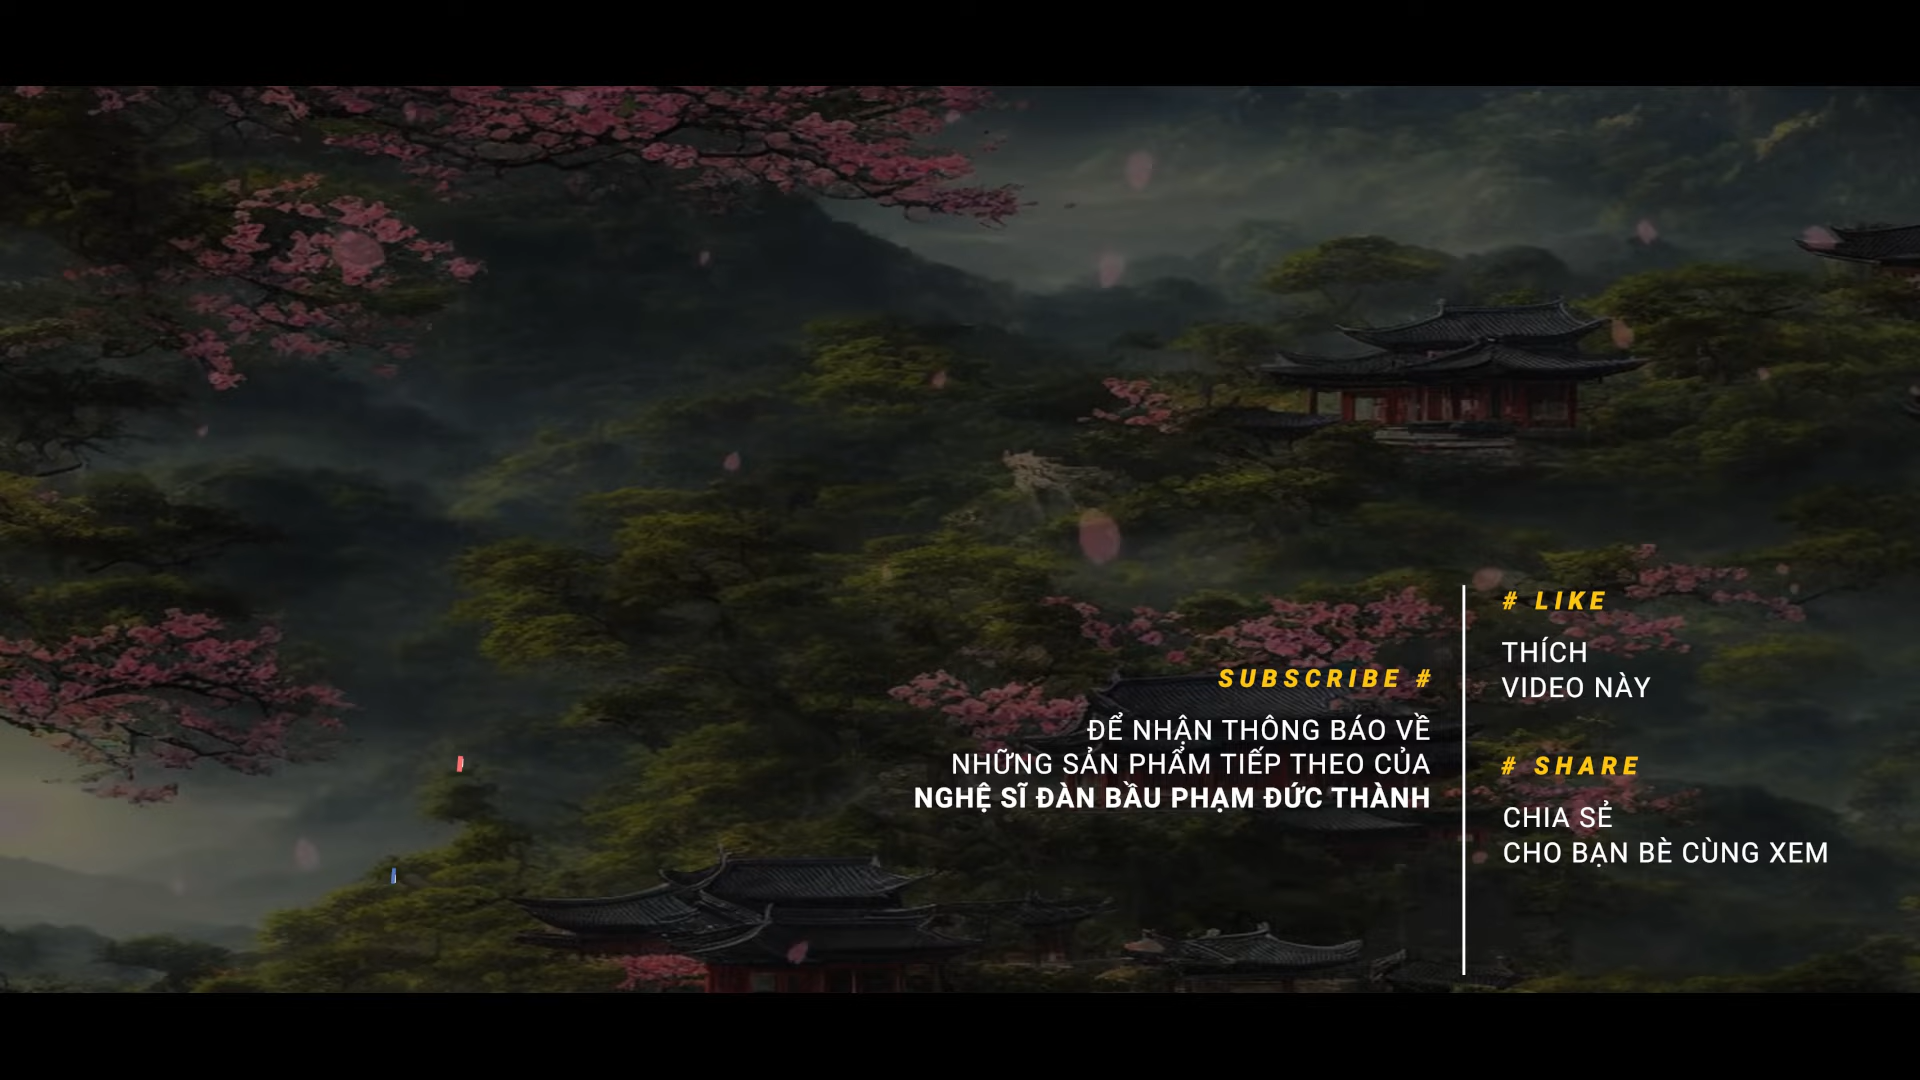 SUBSCRIBE #
ĐỂ NHẬN THÔNG BÁO VỀ
NHỮNG SẢN PHẨM TIẾP THEO CỦA
NGHỆ SĨ ĐÀN BẦU PHẠM ĐỨC THÀNH
# LIKE
THÍCH
VIDEO NÀY
# SHARE
CHIA SẺ
CHO BẠN BÈ CÙNG XEM